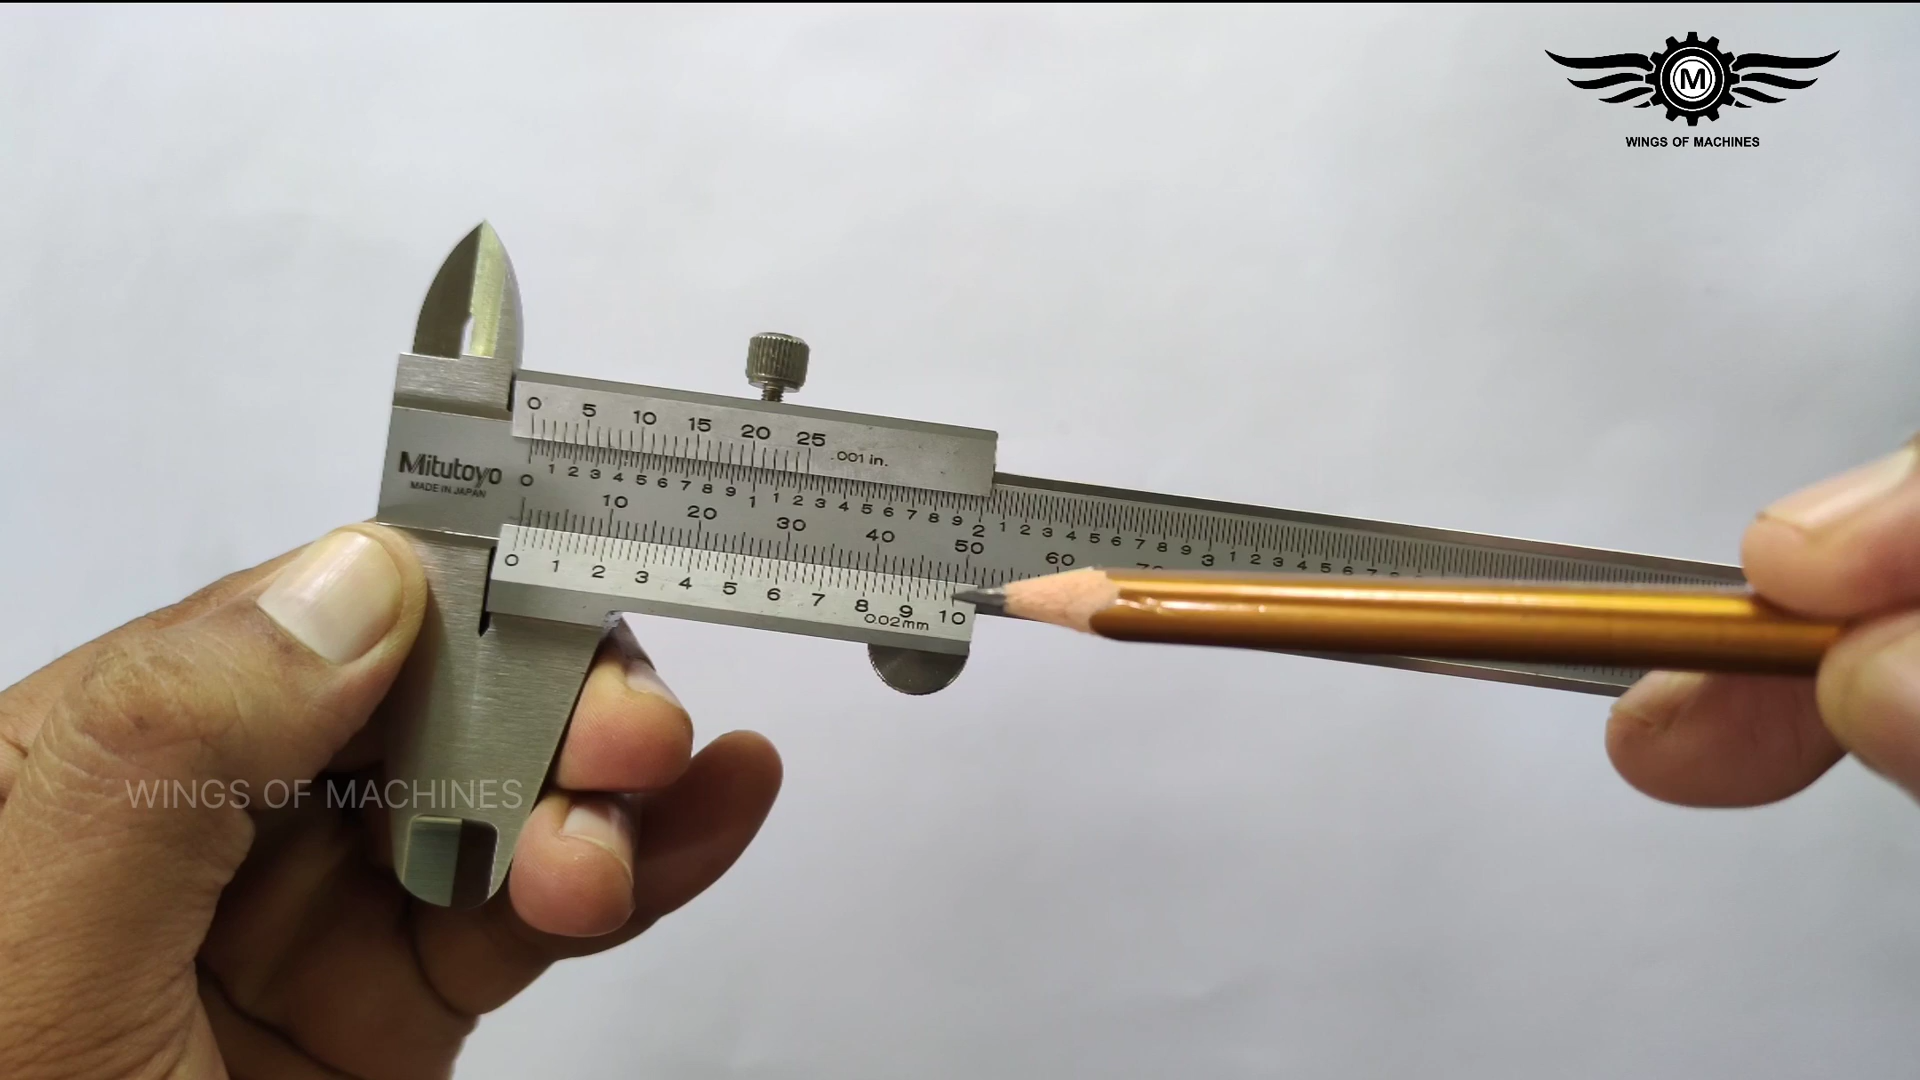 WINGS OF MACHINES
M
0 5 10 15 20 25
.001 in.
Mitutoyo
MADE IN JAPAN
0 1 2 3 4 5 6 7 8 9 1 1 2 3 4 5 6 7 8 9 2 1 2 3 4 5 6 7 8 9 3 1 2 3 4 5 6 7
10 20 30 40 50 60
0 1 2 3 4 5 6 7 8 9 10
0.02mm
WINGS OF MACHINES